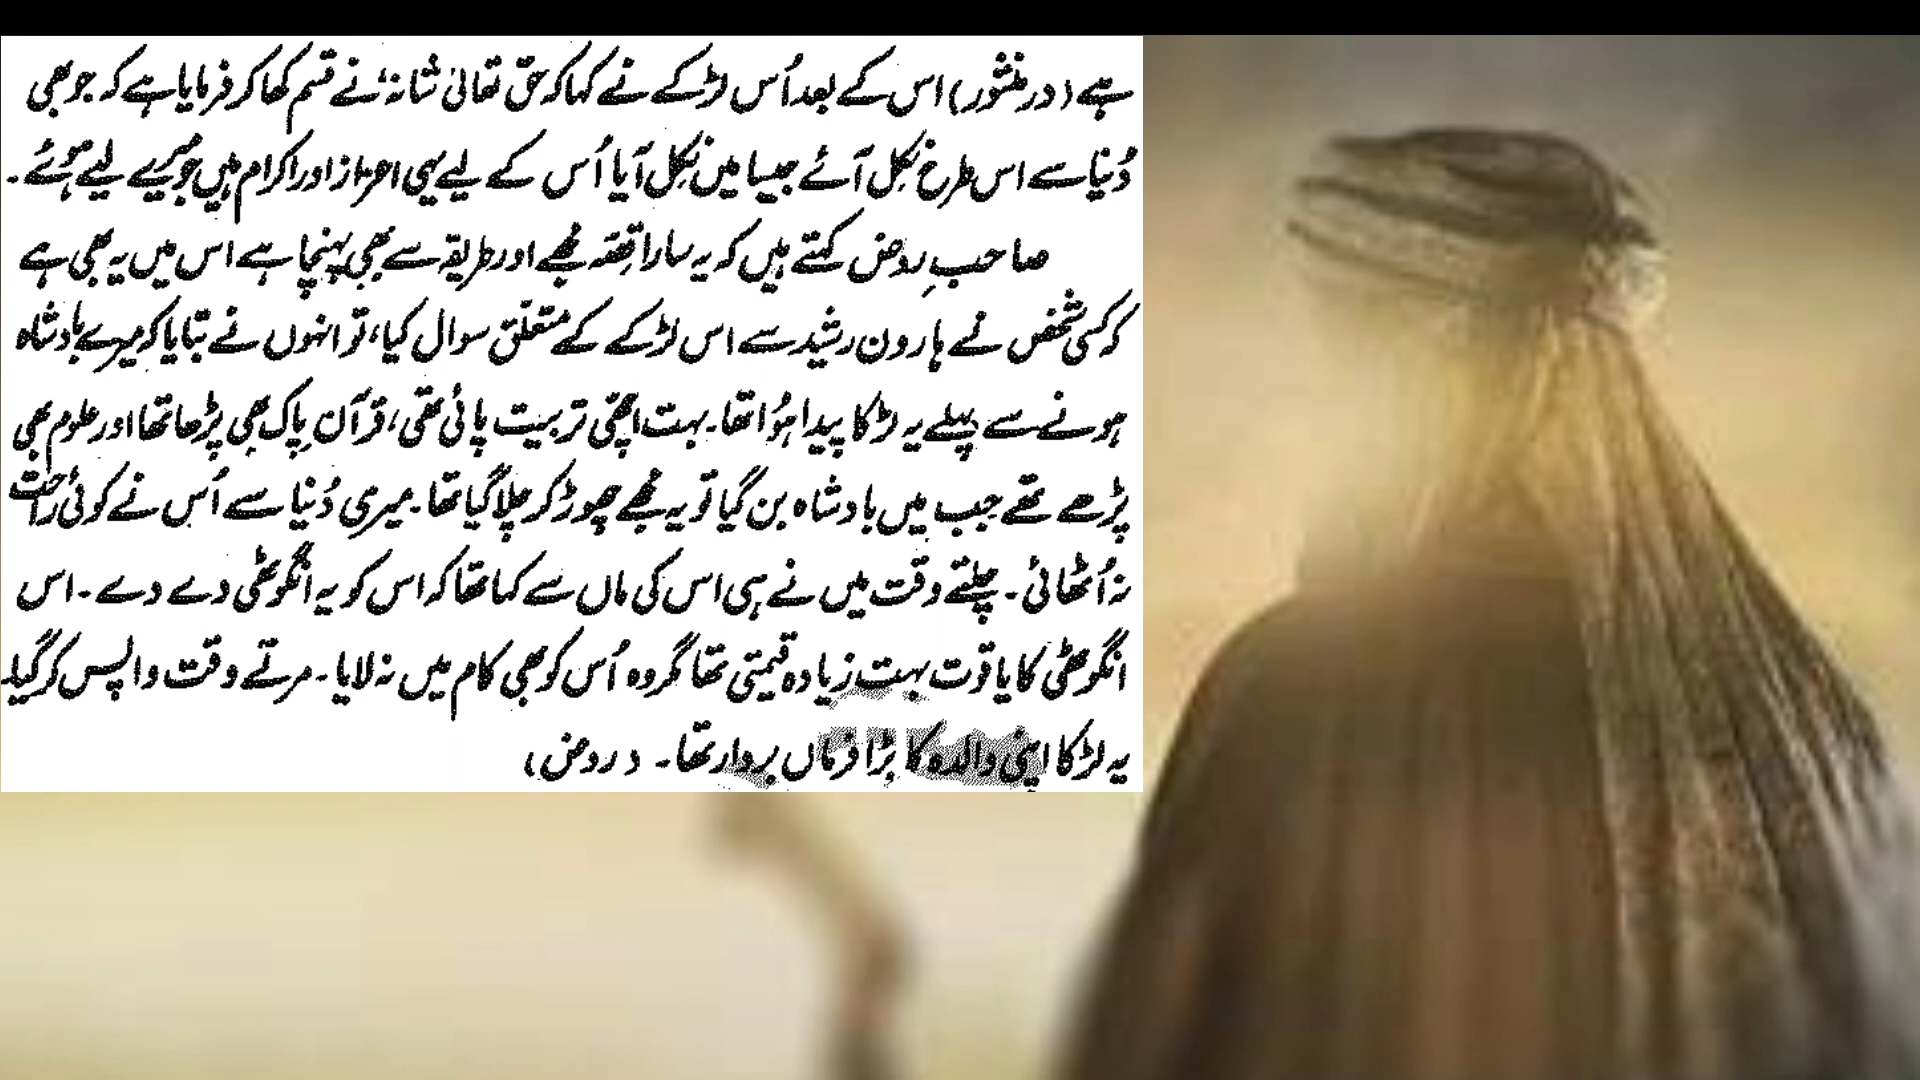 ہے (درمنثور) اس کے بعد اُس لڑکے نے کہا کہ حق تعالیٰ شانہٗ نے قسم کھا کر فرمایا ہے کہ جو بھی
دُنیا سے اس طرح نکل آئے جیسا میں نکل آیا اُس کے لیے یہی اعزاز اور اکرام ہیں جو میرے لیے ہوئے۔
صاحبِ روض کہتے ہیں کہ یہ سارا قصّہ مجھے اور طریقہ سے بھی پہنچا ہے اس میں یہ بھی ہے
کہ کسی شخص نے ہارون رشید سے اس لڑکے کے متعلق سوال کیا، تو انہوں نے بتایا کہ میرے بادشاہ
ہونے سے پہلے یہ لڑکا پیدا ہُوا تھا۔ بہت اچھی تربیت پائی تھی، قرآن پاک بھی پڑھا تھا اور علوم بھی
پڑھے تھے جب میں بادشاہ بن گیا تو یہ مجھے چھوڑ کر چلا گیا تھا۔ میری دُنیا سے اُس نے کوئی راحت
نہ اُٹھائی۔ چلتے وقت میں نے ہی اس کی ماں سے کہا تھا کہ اس کو یہ انگوٹھی دے دے۔ اس
انگوٹھی کا یاقوت بہت زیادہ قیمتی تھا مگر وہ اُس کو بھی کام میں نہ لایا۔ مرتے وقت واپس کر گیا۔
یہ لڑکا اپنی والدہ کا بڑا فرماں بردار تھا۔ (روض)